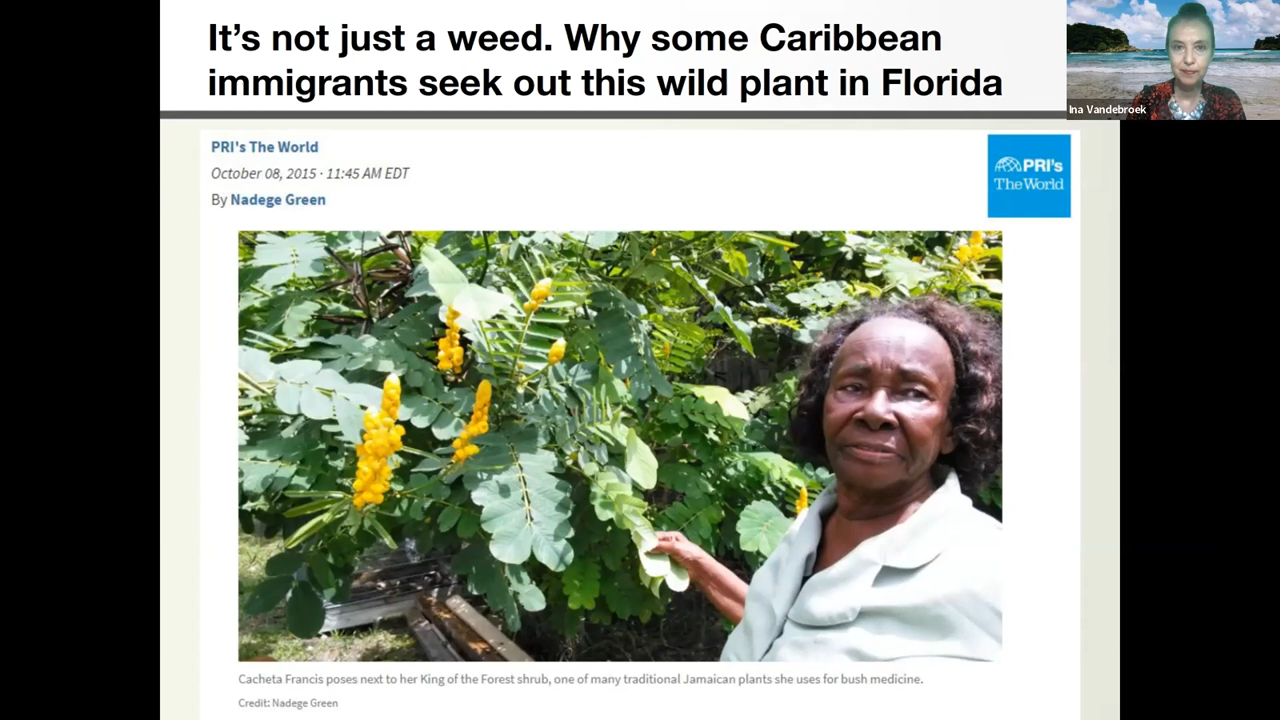 It's not just a weed. Why some Caribbean
immigrants seek out this wild plant in Florida
Ina Vandebroek
PRI's The World
October 08, 2015 · 11:45 AM EDT
By Nadege Green
PRI's
The World
Cacheta Francis poses next to her King of the Forest shrub, one of many traditional Jamaican plants she uses for bush medicine.
Credit: Nadege Green